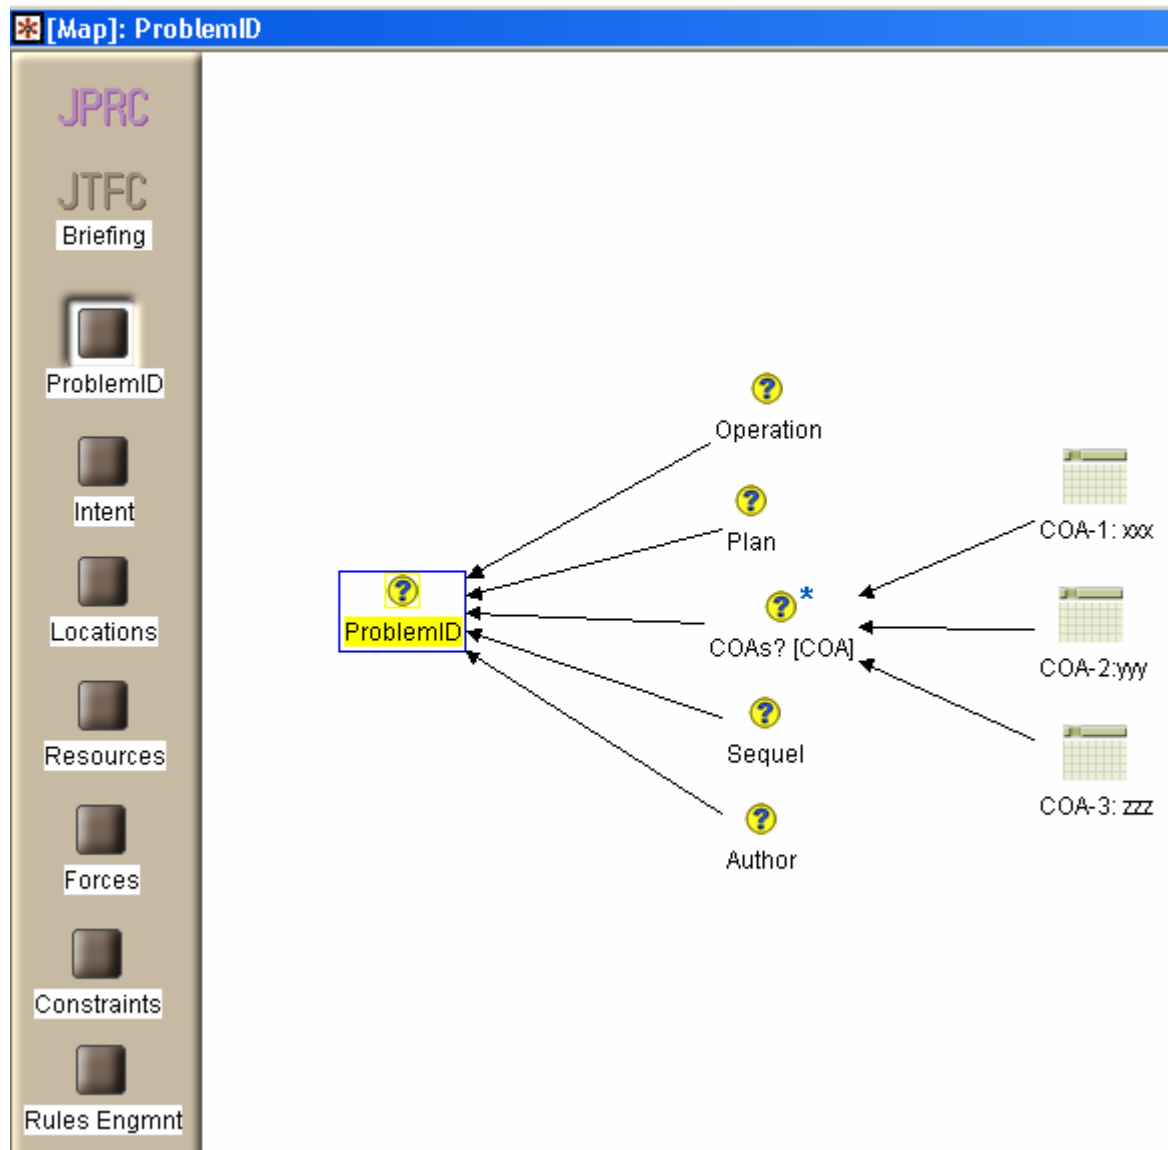 [Map]: ProblemID
JPRC
JTFC
Briefing
ProblemID
Intent
Locations
Resources
Forces
Constraints
Rules Engmnt
Operation
Plan
ProblemID
COAs? [COA]
*
Sequel
Author
COA-1: xxx
COA-2:yyy
COA-3: zzz